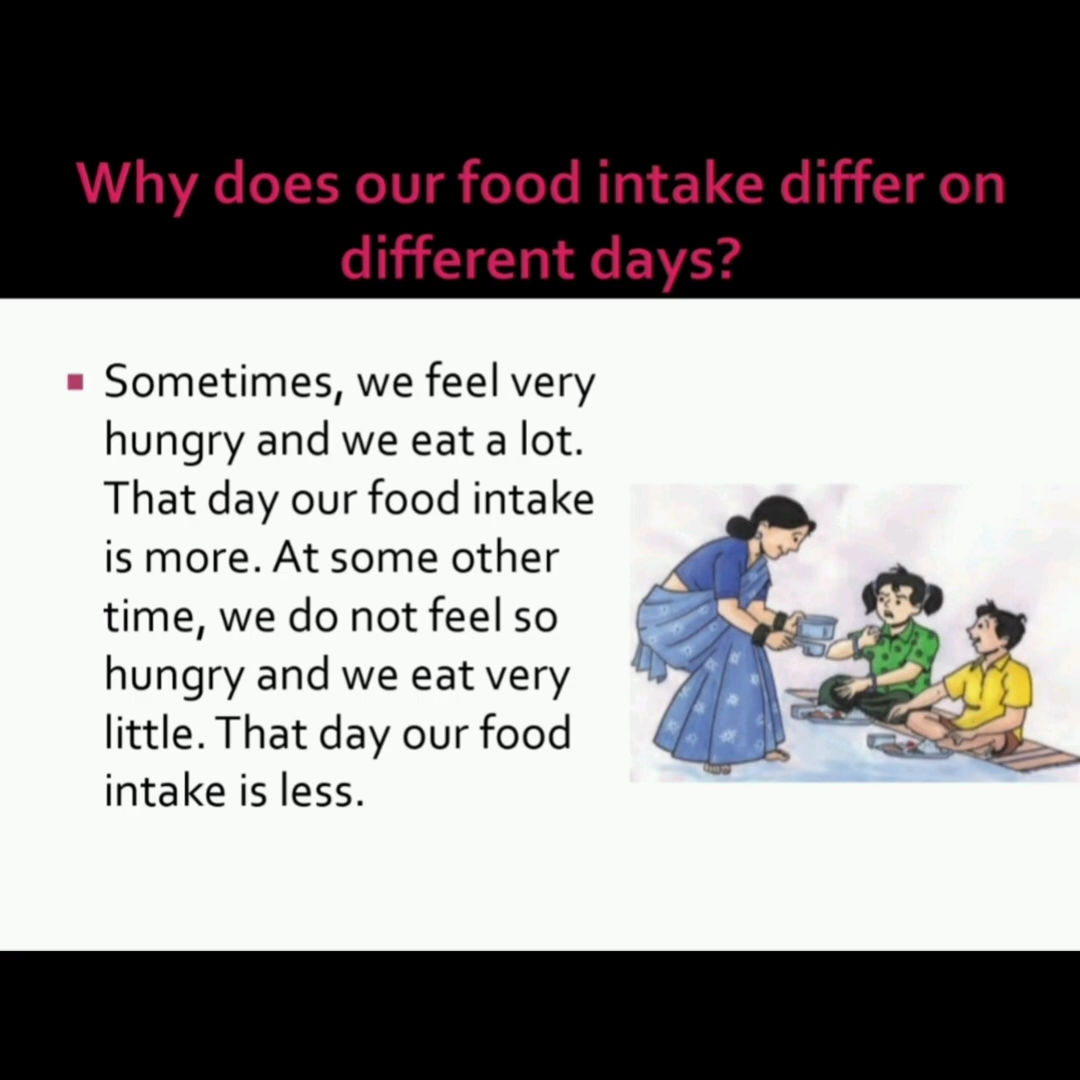 Why does our food intake differ on
different days?
Sometimes, we feel very
hungry and we eat a lot.
That day our food intake
is more. At some other
time, we do not feel so
hungry and we eat very
little. That day our food
intake is less.